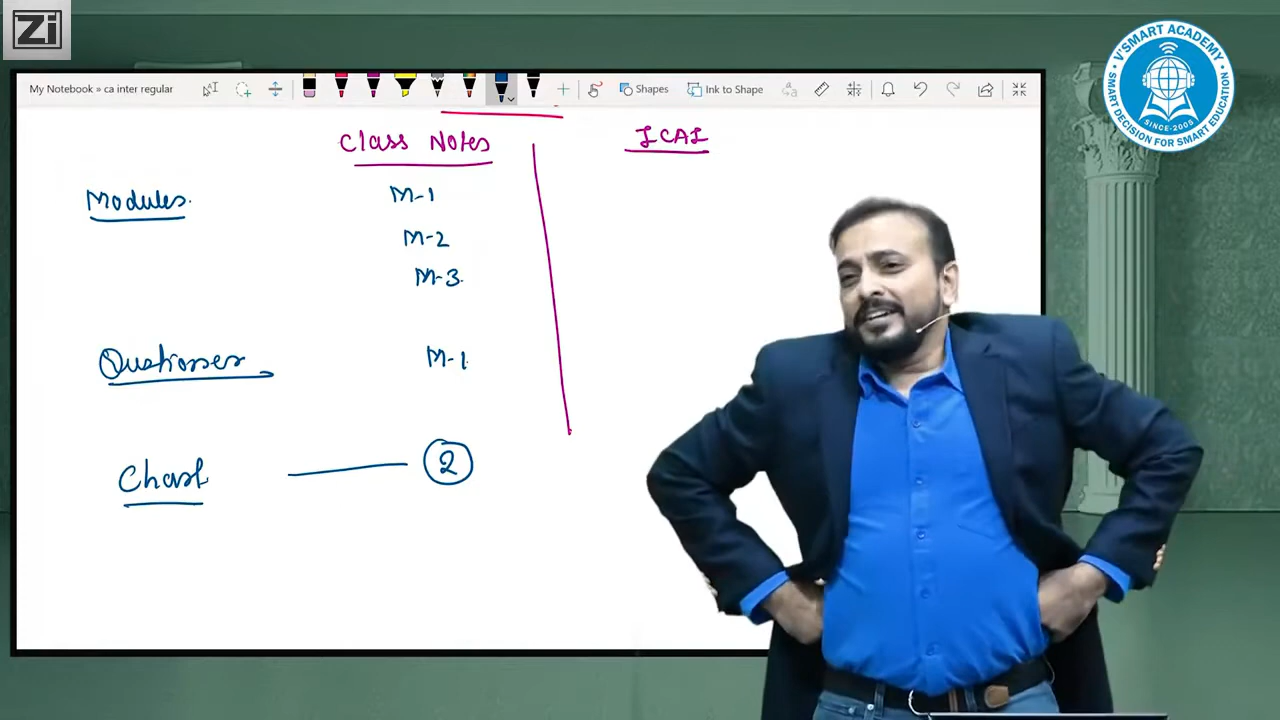 Zi
V'SMART ACADEMY
SINCE-2005
SMART DECISION FOR SMART EDUCATION
My Notebook » ca inter regular
Shapes
Ink to Shape
Class Notes
ICAI
Modules
M-1
M-2
M-3
M-1
Chart
2